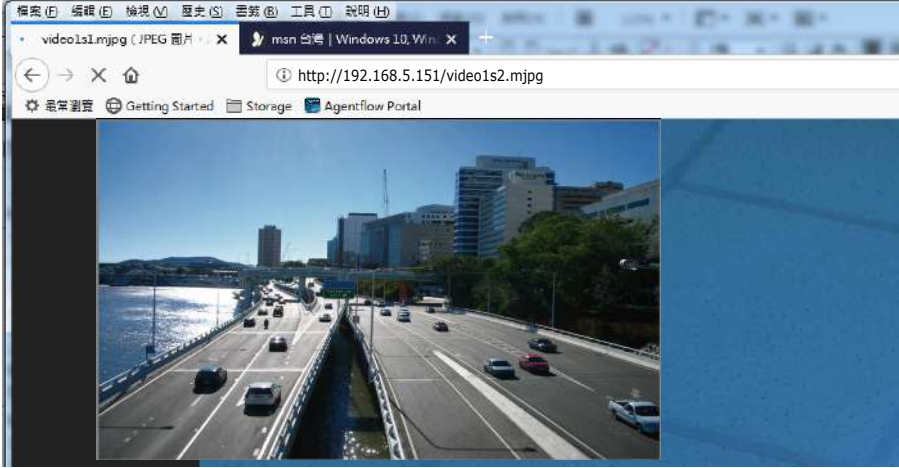 檔案(F) 編輯(E) 檢視(V) 歷史(S) 書籤(B) 工具(T) 說明(H)
video1s1.mjpg ( JPEG 圖片 × msn 台灣 | Windows 10, Win ×
http://192.168.5.151/video1s2.mjpg
最常瀏覽 Getting Started Storage Agentflow Portal